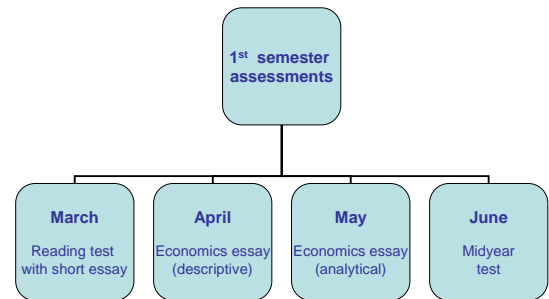 1st semester
assessments
March
Reading test
with short essay
April
Economics essay
(descriptive)
May
Economics essay
(analytical)
June
Midyear
test